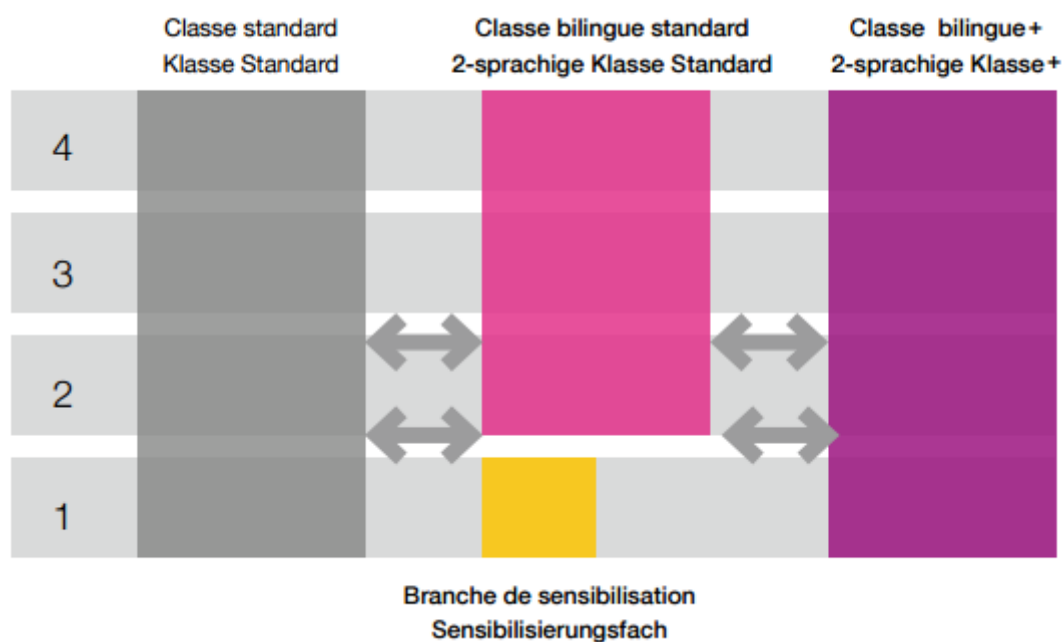 Classe standard
Klasse Standard
Classe bilingue standard
2-sprachige Klasse Standard
Classe bilingue+
2-sprachige Klasse+
4
3
2
1
Branche de sensibilisation
Sensibilisierungsfach